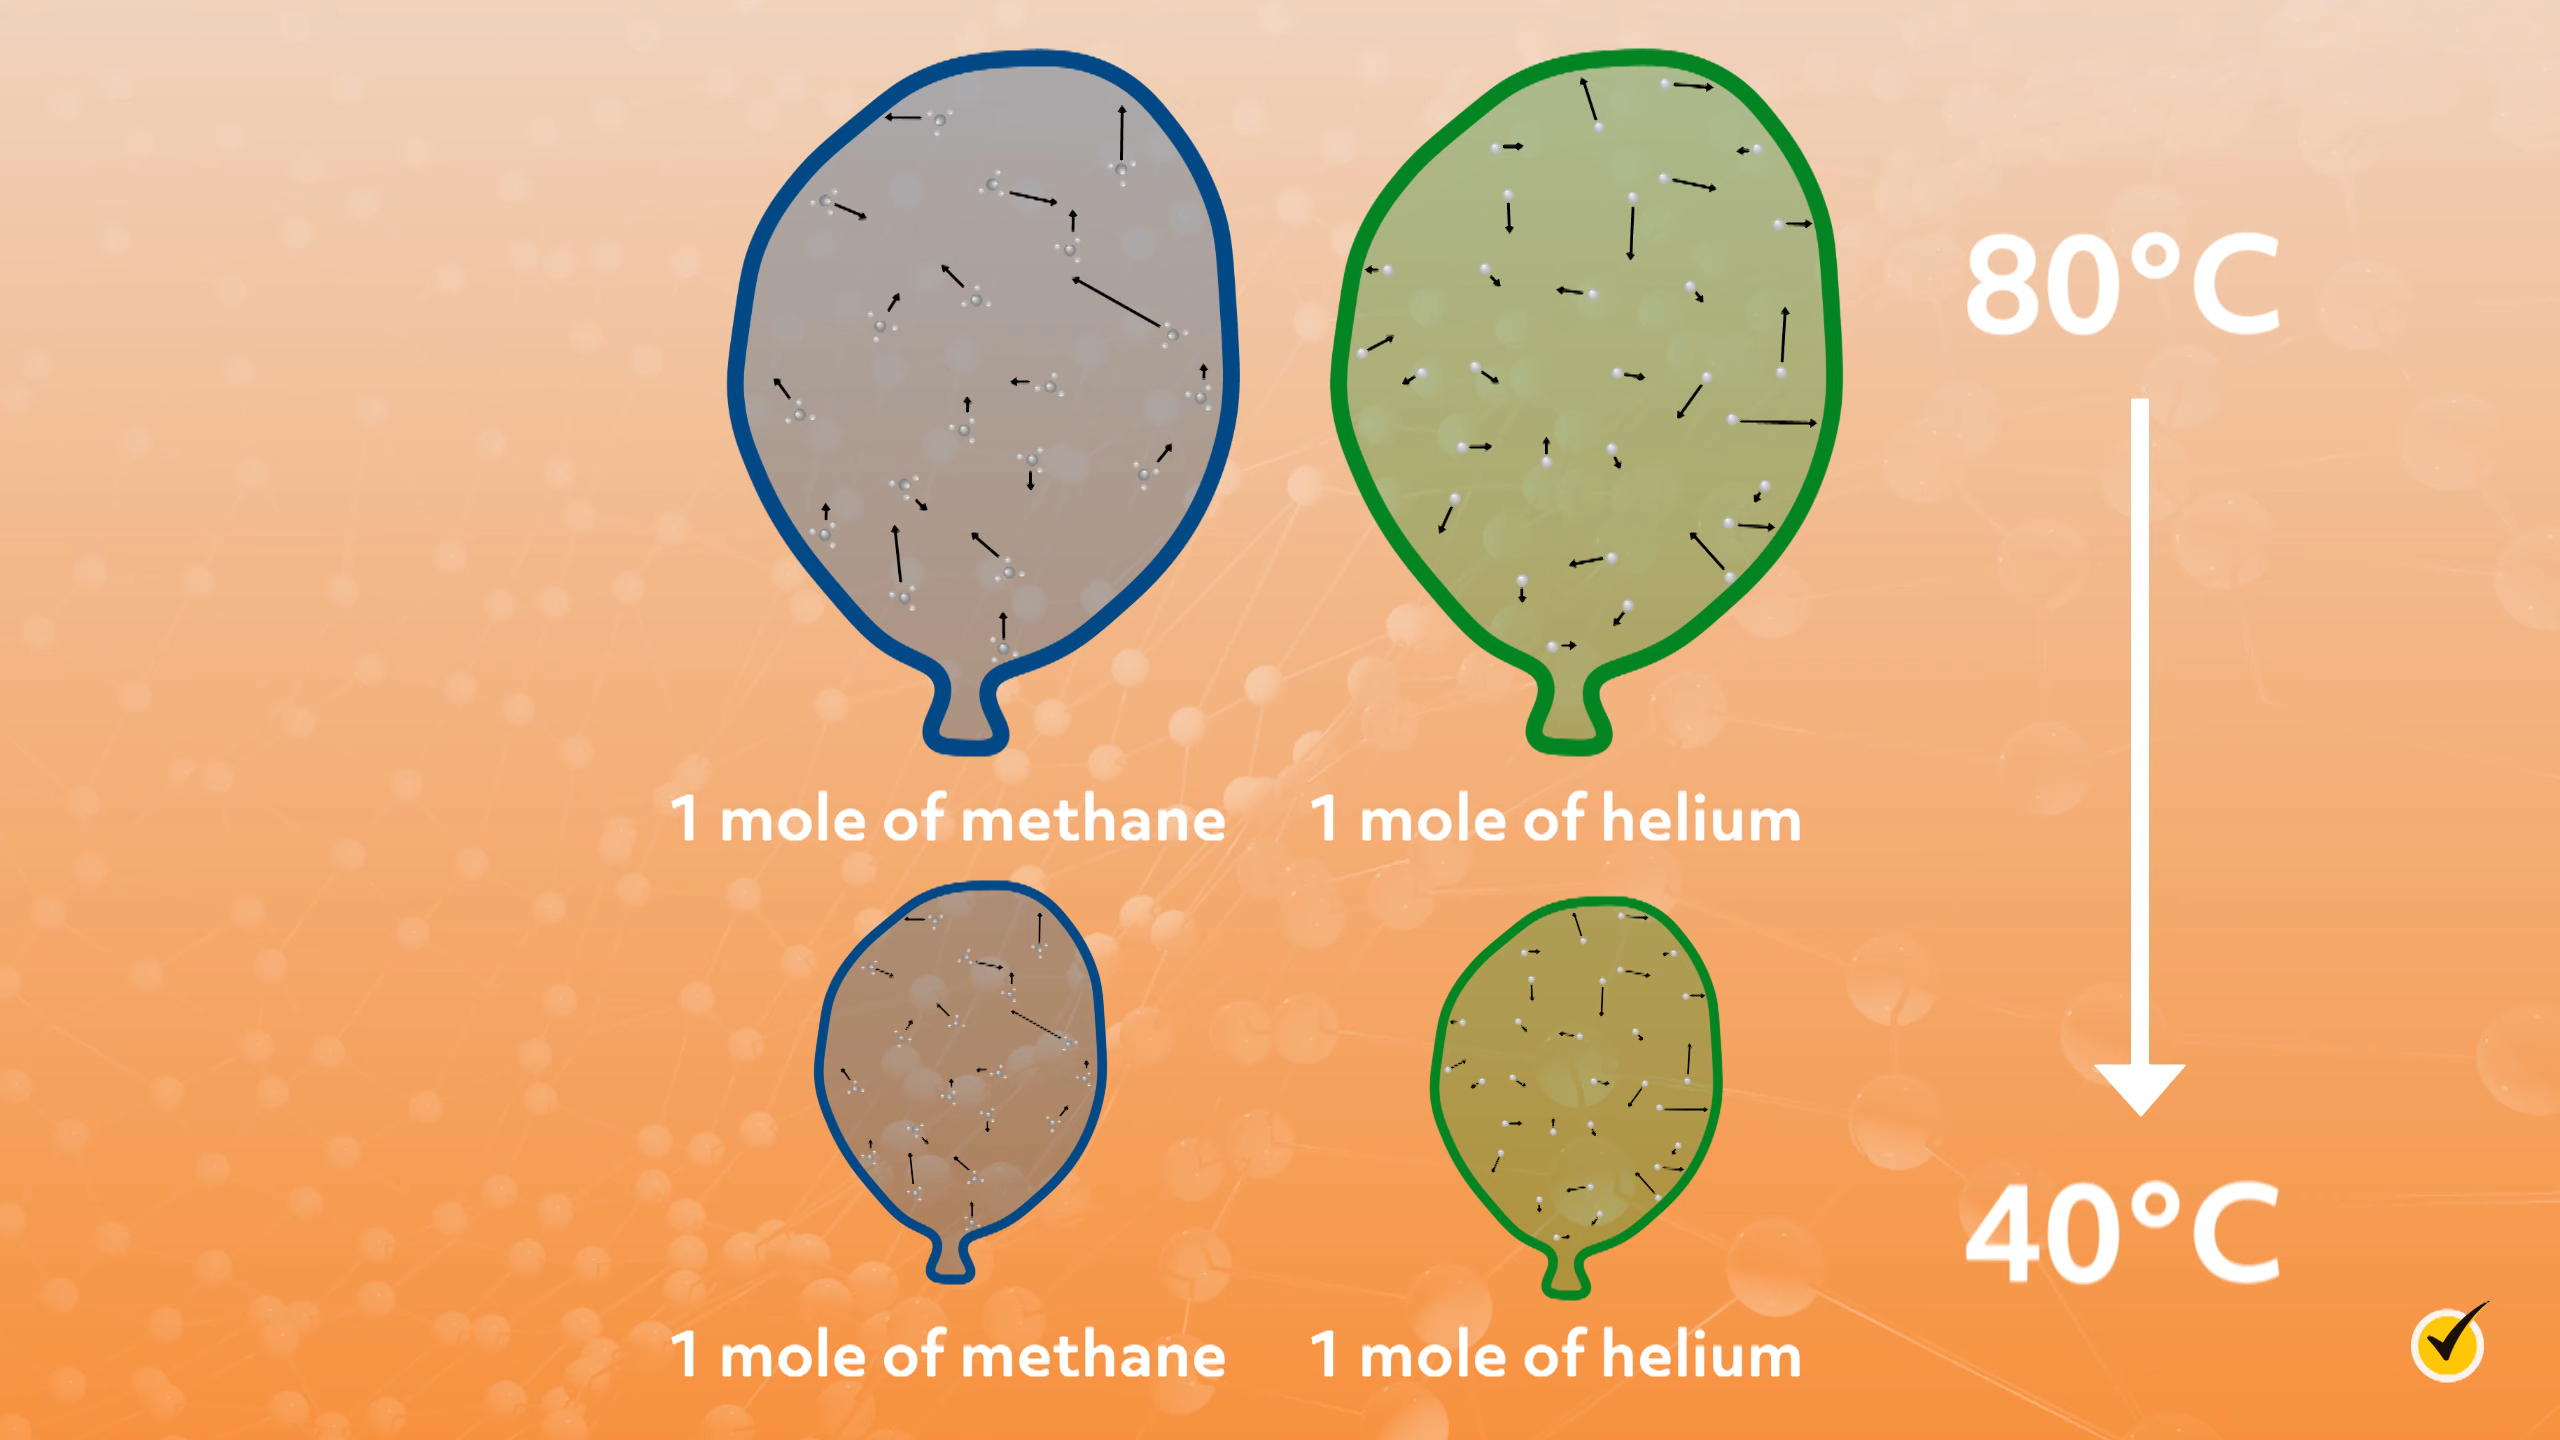 80°C
1 mole of methane
1 mole of helium
40°C
1 mole of methane
1 mole of helium